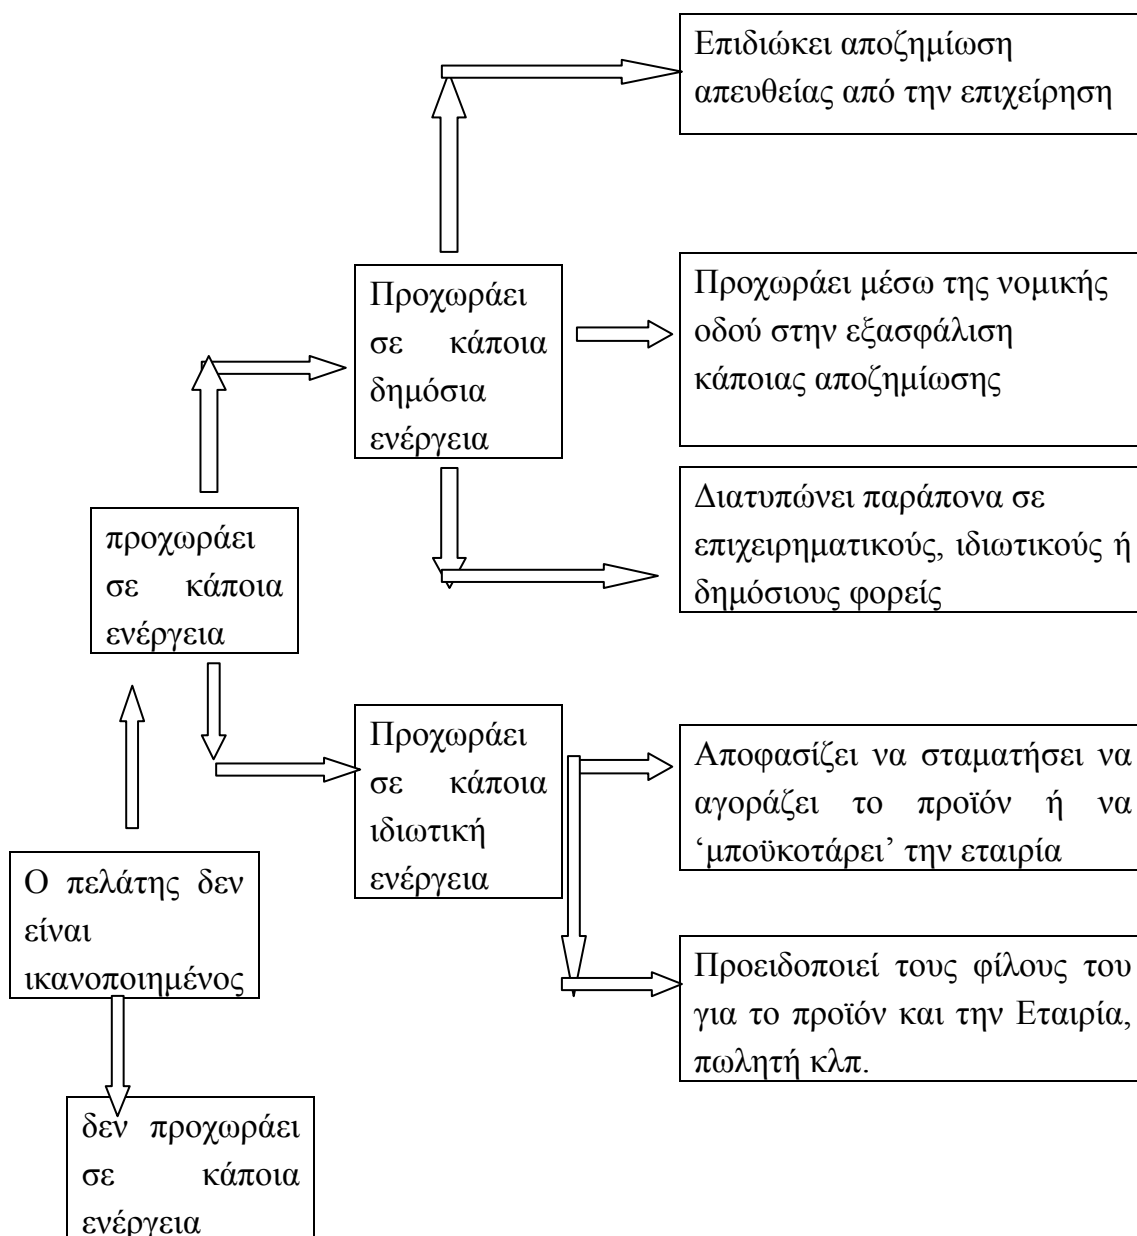 Επιδιώκει αποζημίωση
απευθείας από την επιχείρηση
Προχωράει
σε κάποια
δημόσια
ενέργεια
Προχωράει μέσω της νομικής
οδού στην εξασφάλιση
κάποιας αποζημίωσης
Διατυπώνει παράπονα σε
επιχειρηματικούς, ιδιωτικούς ή
δημόσιους φορείς
προχωράει
σε κάποια
ενέργεια
Προχωράει
σε κάποια
ιδιωτική
ενέργεια
Αποφασίζει να σταματήσει να
αγοράζει το προϊόν ή να
‘μποϋκοτάρει’ την εταιρία
Προειδοποιεί τους φίλους του
για το προϊόν και την Εταιρία,
πωλητή κλπ.
Ο πελάτης δεν
είναι
ικανοποιημένος
δεν προχωράει
σε κάποια
ενέργεια